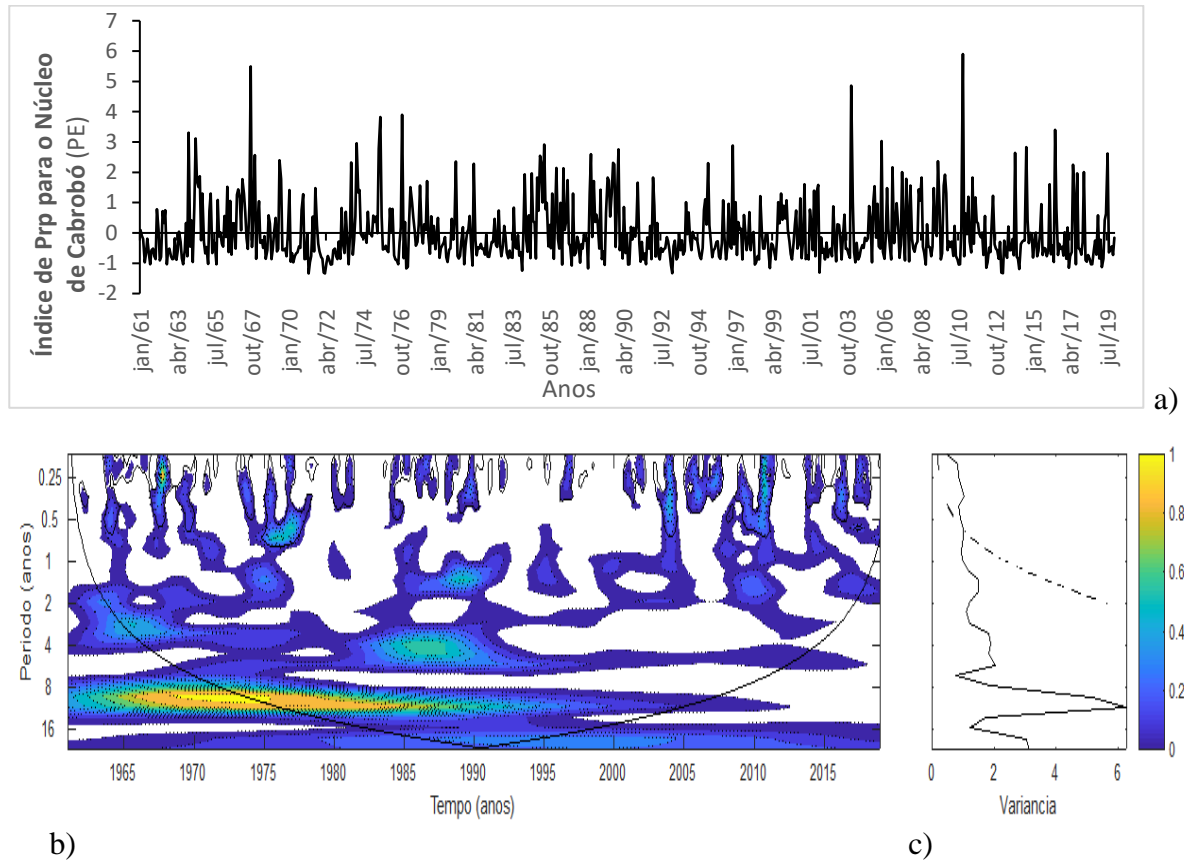 Índice de Prp para o Núcleo
de Cabrobó (PE)
7
6
5
4
3
2
1
0
-1
-2
jan/61
abr/63
jul/65
out/67
jan/70
abr/72
jul/74
out/76
jan/79
abr/81
jul/83
out/85
jan/88
abr/90
jul/92
out/94
jan/97
abr/99
jul/01
out/03
jan/06
abr/08
jul/10
out/12
jan/15
abr/17
jul/19
Anos
a)
Periodo (anos)
0.25
0.5
1
2
4
8
16
1965 1970 1975 1980 1985 1990 1995 2000 2005 2010 2015
Tempo (anos)
b)
0 2 4 6
Variancia
1
0.8
0.6
0.4
0.2
0
c)